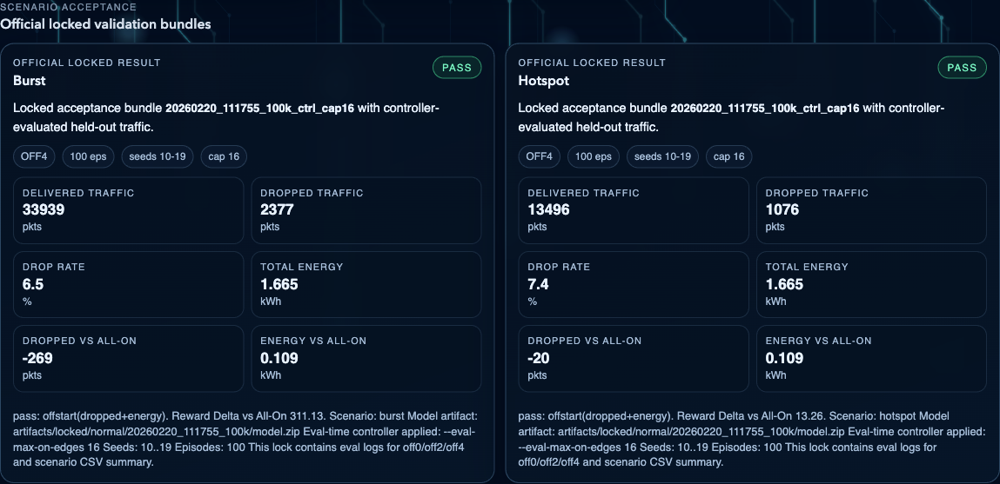 SCENARIO ACCEPTANCE
Official locked validation bundles
OFFICIAL LOCKED RESULT
PASS
Burst
Locked acceptance bundle 20260220_111755_100k_ctrl_cap16 with controller-
evaluated held-out traffic.
OFF4 100 eps seeds 10-19 cap 16
DELIVERED TRAFFIC
33939
pkts
DROPPED TRAFFIC
2377
pkts
DROP RATE
6.5
%
TOTAL ENERGY
1.665
kWh
DROPPED VS ALL-ON
-269
pkts
ENERGY VS ALL-ON
0.109
kWh
pass: offstart(dropped+energy). Reward Delta vs All-On 311.13. Scenario: burst Model artifact:
artifacts/locked/normal/20260220_111755_100k/model.zip Eval-time controller applied: --eval-
max-on-edges 16 Seeds: 10..19 Episodes: 100 This lock contains eval logs for off0/off2/off4
and scenario CSV summary.
OFFICIAL LOCKED RESULT
PASS
Hotspot
Locked acceptance bundle 20260220_111755_100k_ctrl_cap16 with controller-
evaluated held-out traffic.
OFF4 100 eps seeds 10-19 cap 16
DELIVERED TRAFFIC
13496
pkts
DROPPED TRAFFIC
1076
pkts
DROP RATE
7.4
%
TOTAL ENERGY
1.665
kWh
DROPPED VS ALL-ON
-20
pkts
ENERGY VS ALL-ON
0.109
kWh
pass: offstart(dropped+energy). Reward Delta vs All-On 13.26. Scenario: hotspot Model
artifact: artifacts/locked/normal/20260220_111755_100k/model.zip Eval-time controller applied:
--eval-max-on-edges 16 Seeds: 10..19 Episodes: 100 This lock contains eval logs for
off0/off2/off4 and scenario CSV summary.